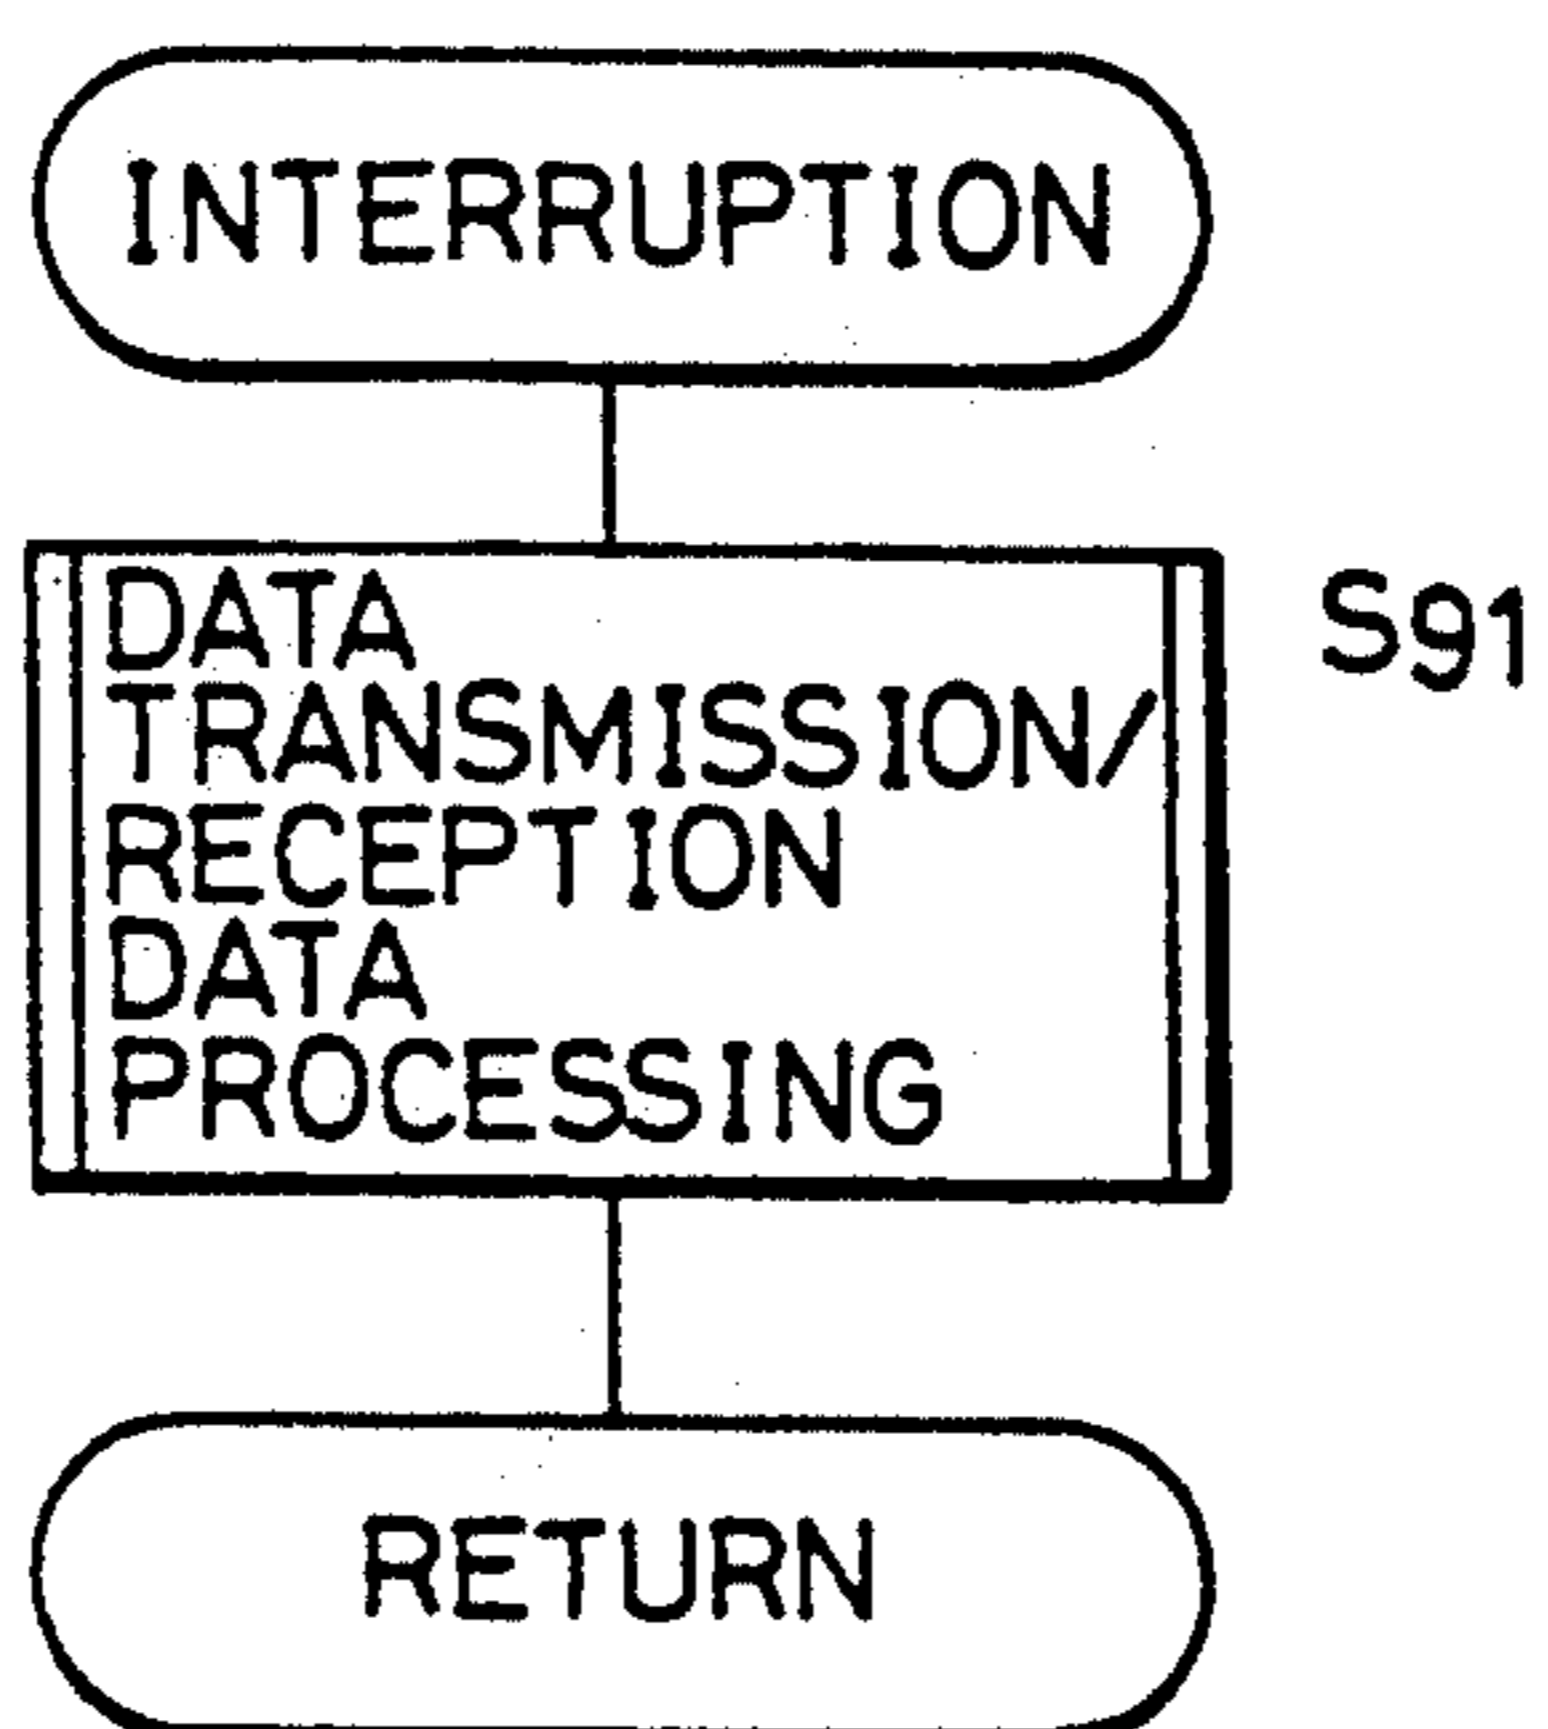 INTERRUPTION
DATA
TRANSMISSION/
RECEPTION
DATA
PROCESSING
S91
RETURN